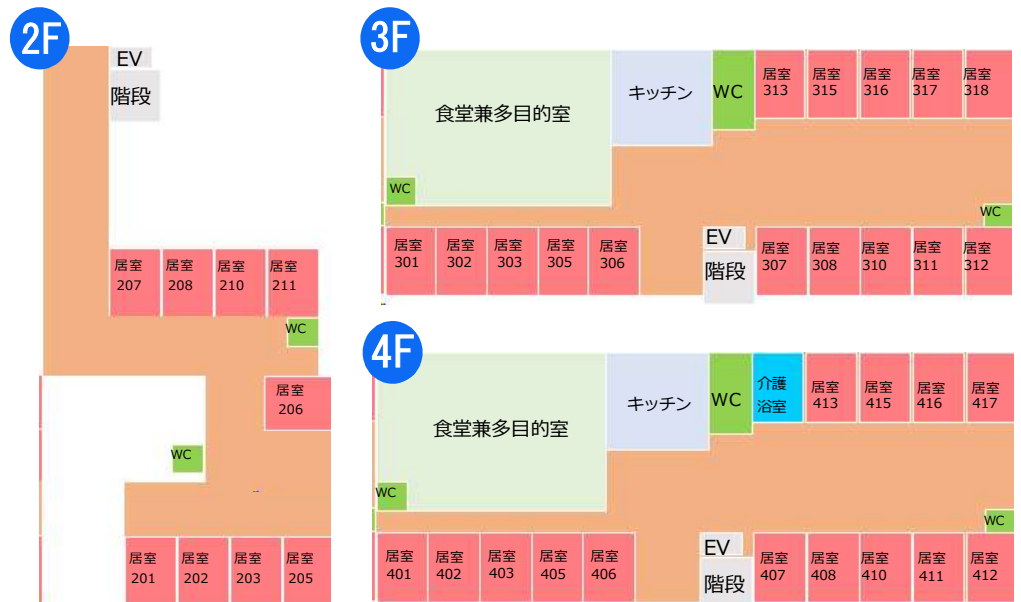 2F
EV
階段
居室
207
居室
208
居室
210
居室
211
WC
居室
206
WC
居室
201
居室
202
居室
203
居室
205
3F
食堂兼多目的室
キッチン
WC
居室
313
居室
315
居室
316
居室
317
居室
318
WC
WC
居室
301
居室
302
居室
303
居室
305
居室
306
EV
階段
居室
307
居室
308
居室
310
居室
311
居室
312
4F
食堂兼多目的室
キッチン
WC
介護
浴室
居室
413
居室
415
居室
416
居室
417
WC
WC
居室
401
居室
402
居室
403
居室
405
居室
406
EV
階段
居室
407
居室
408
居室
410
居室
411
居室
412